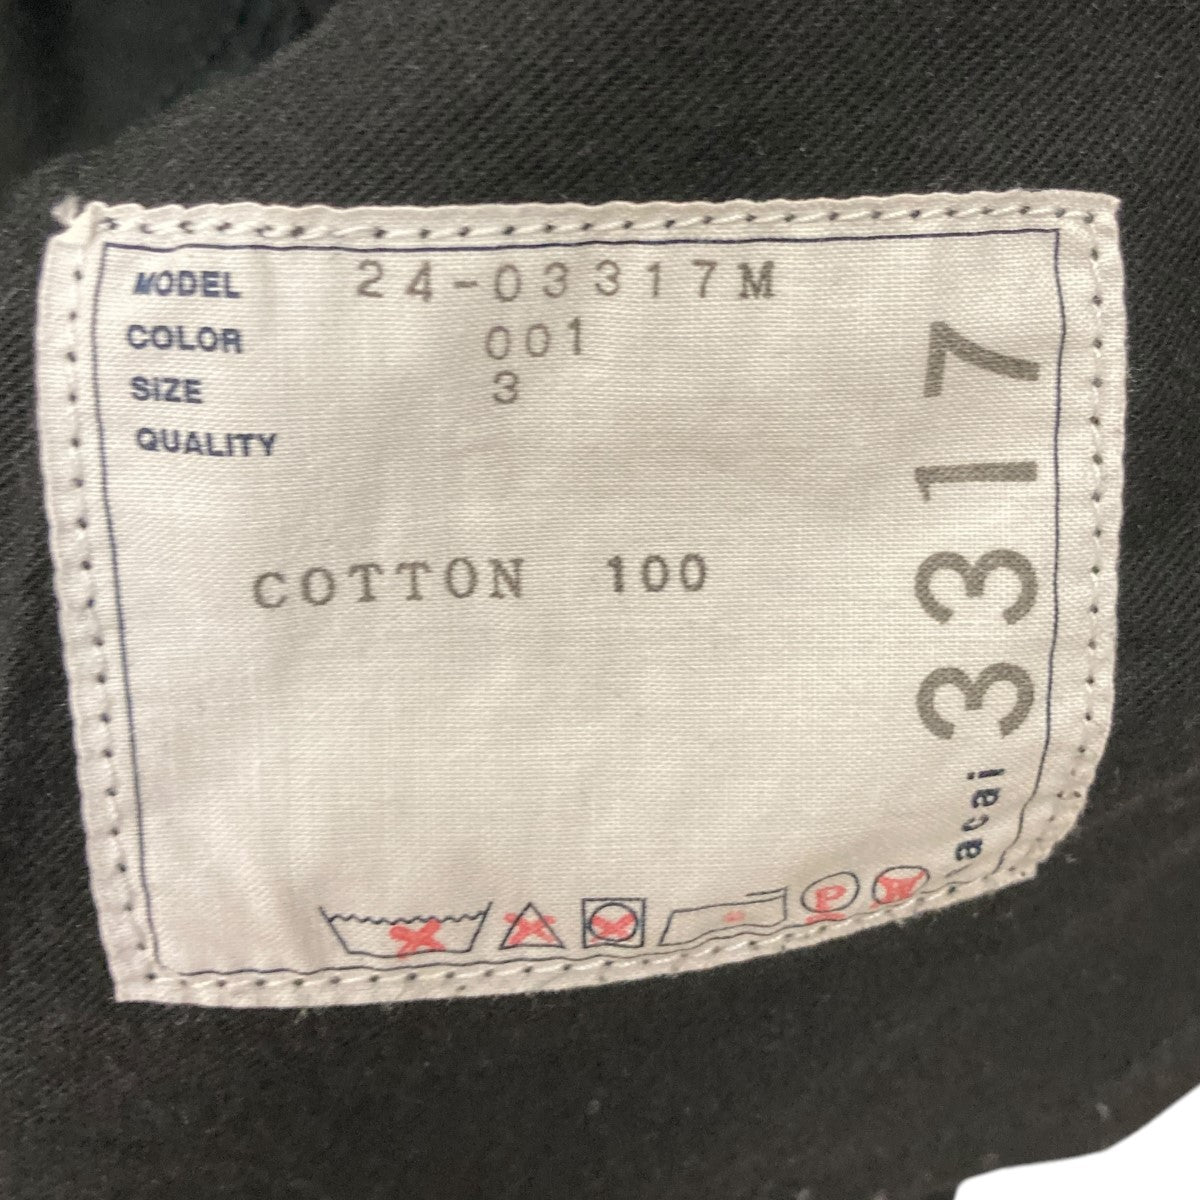 MODEL 24-03317M
COLOR 001
SIZE 3
QUALITY
COTTON 100
acai 3317
P W